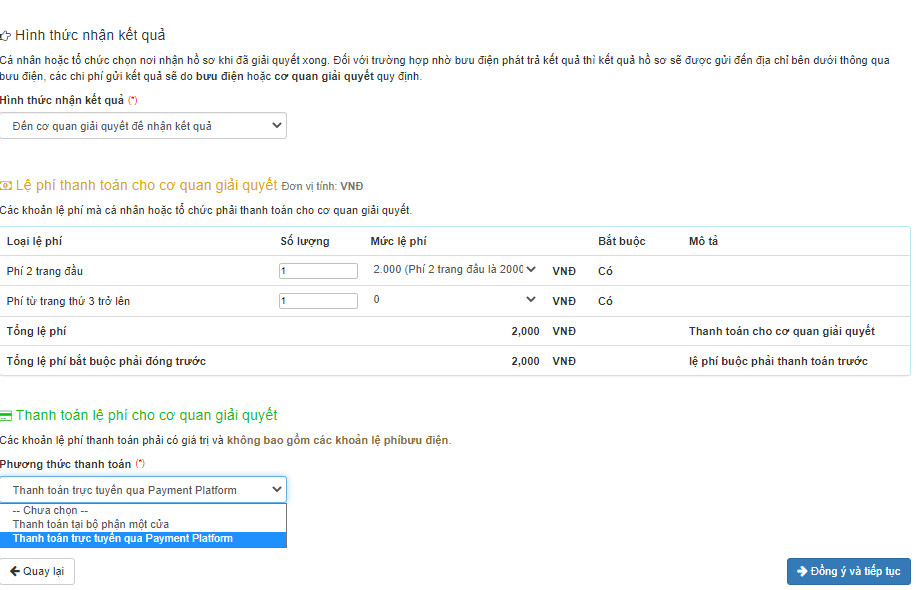 Hình thức nhận kết quả
Cá nhân hoặc tổ chức chọn nơi nhận hồ sơ khi đã giải quyết xong. Đối với trường hợp nhờ bưu điện phát trả kết quả thì kết quả hồ sơ sẽ được gửi đến địa chỉ bên dưới thông qua
bưu điện, các chi phí gửi kết quả sẽ do bưu điện hoặc cơ quan giải quyết quy định.
Hình thức nhận kết quả (*)
Đến cơ quan giải quyết để nhận kết quả
Lệ phí thanh toán cho cơ quan giải quyết Đơn vị tính: VNĐ
Các khoản lệ phí mà cá nhân hoặc tổ chức phải thanh toán cho cơ quan giải quyết.
Loại lệ phí Số lượng Mức lệ phí Bắt buộc Mô tả
Phí 2 trang đầu 1 2.000 (Phí 2 trang đầu là 2000 VNĐ Có
Phí từ trang thứ 3 trở lên 1 0 VNĐ Có
Tổng lệ phí 2,000 VNĐ Thanh toán cho cơ quan giải quyết
Tổng lệ phí bắt buộc phải đóng trước 2,000 VNĐ lệ phí buộc phải thanh toán trước
Thanh toán lệ phí cho cơ quan giải quyết
Các khoản lệ phí thanh toán phải có giá trị và không bao gồm các khoản lệ phíbưu điện.
Phương thức thanh toán (*)
Thanh toán trực tuyến qua Payment Platform
-- Chưa chọn --
Thanh toán tại bộ phận một cửa
Thanh toán trực tuyến qua Payment Platform
Quay lại Đồng ý và tiếp tục